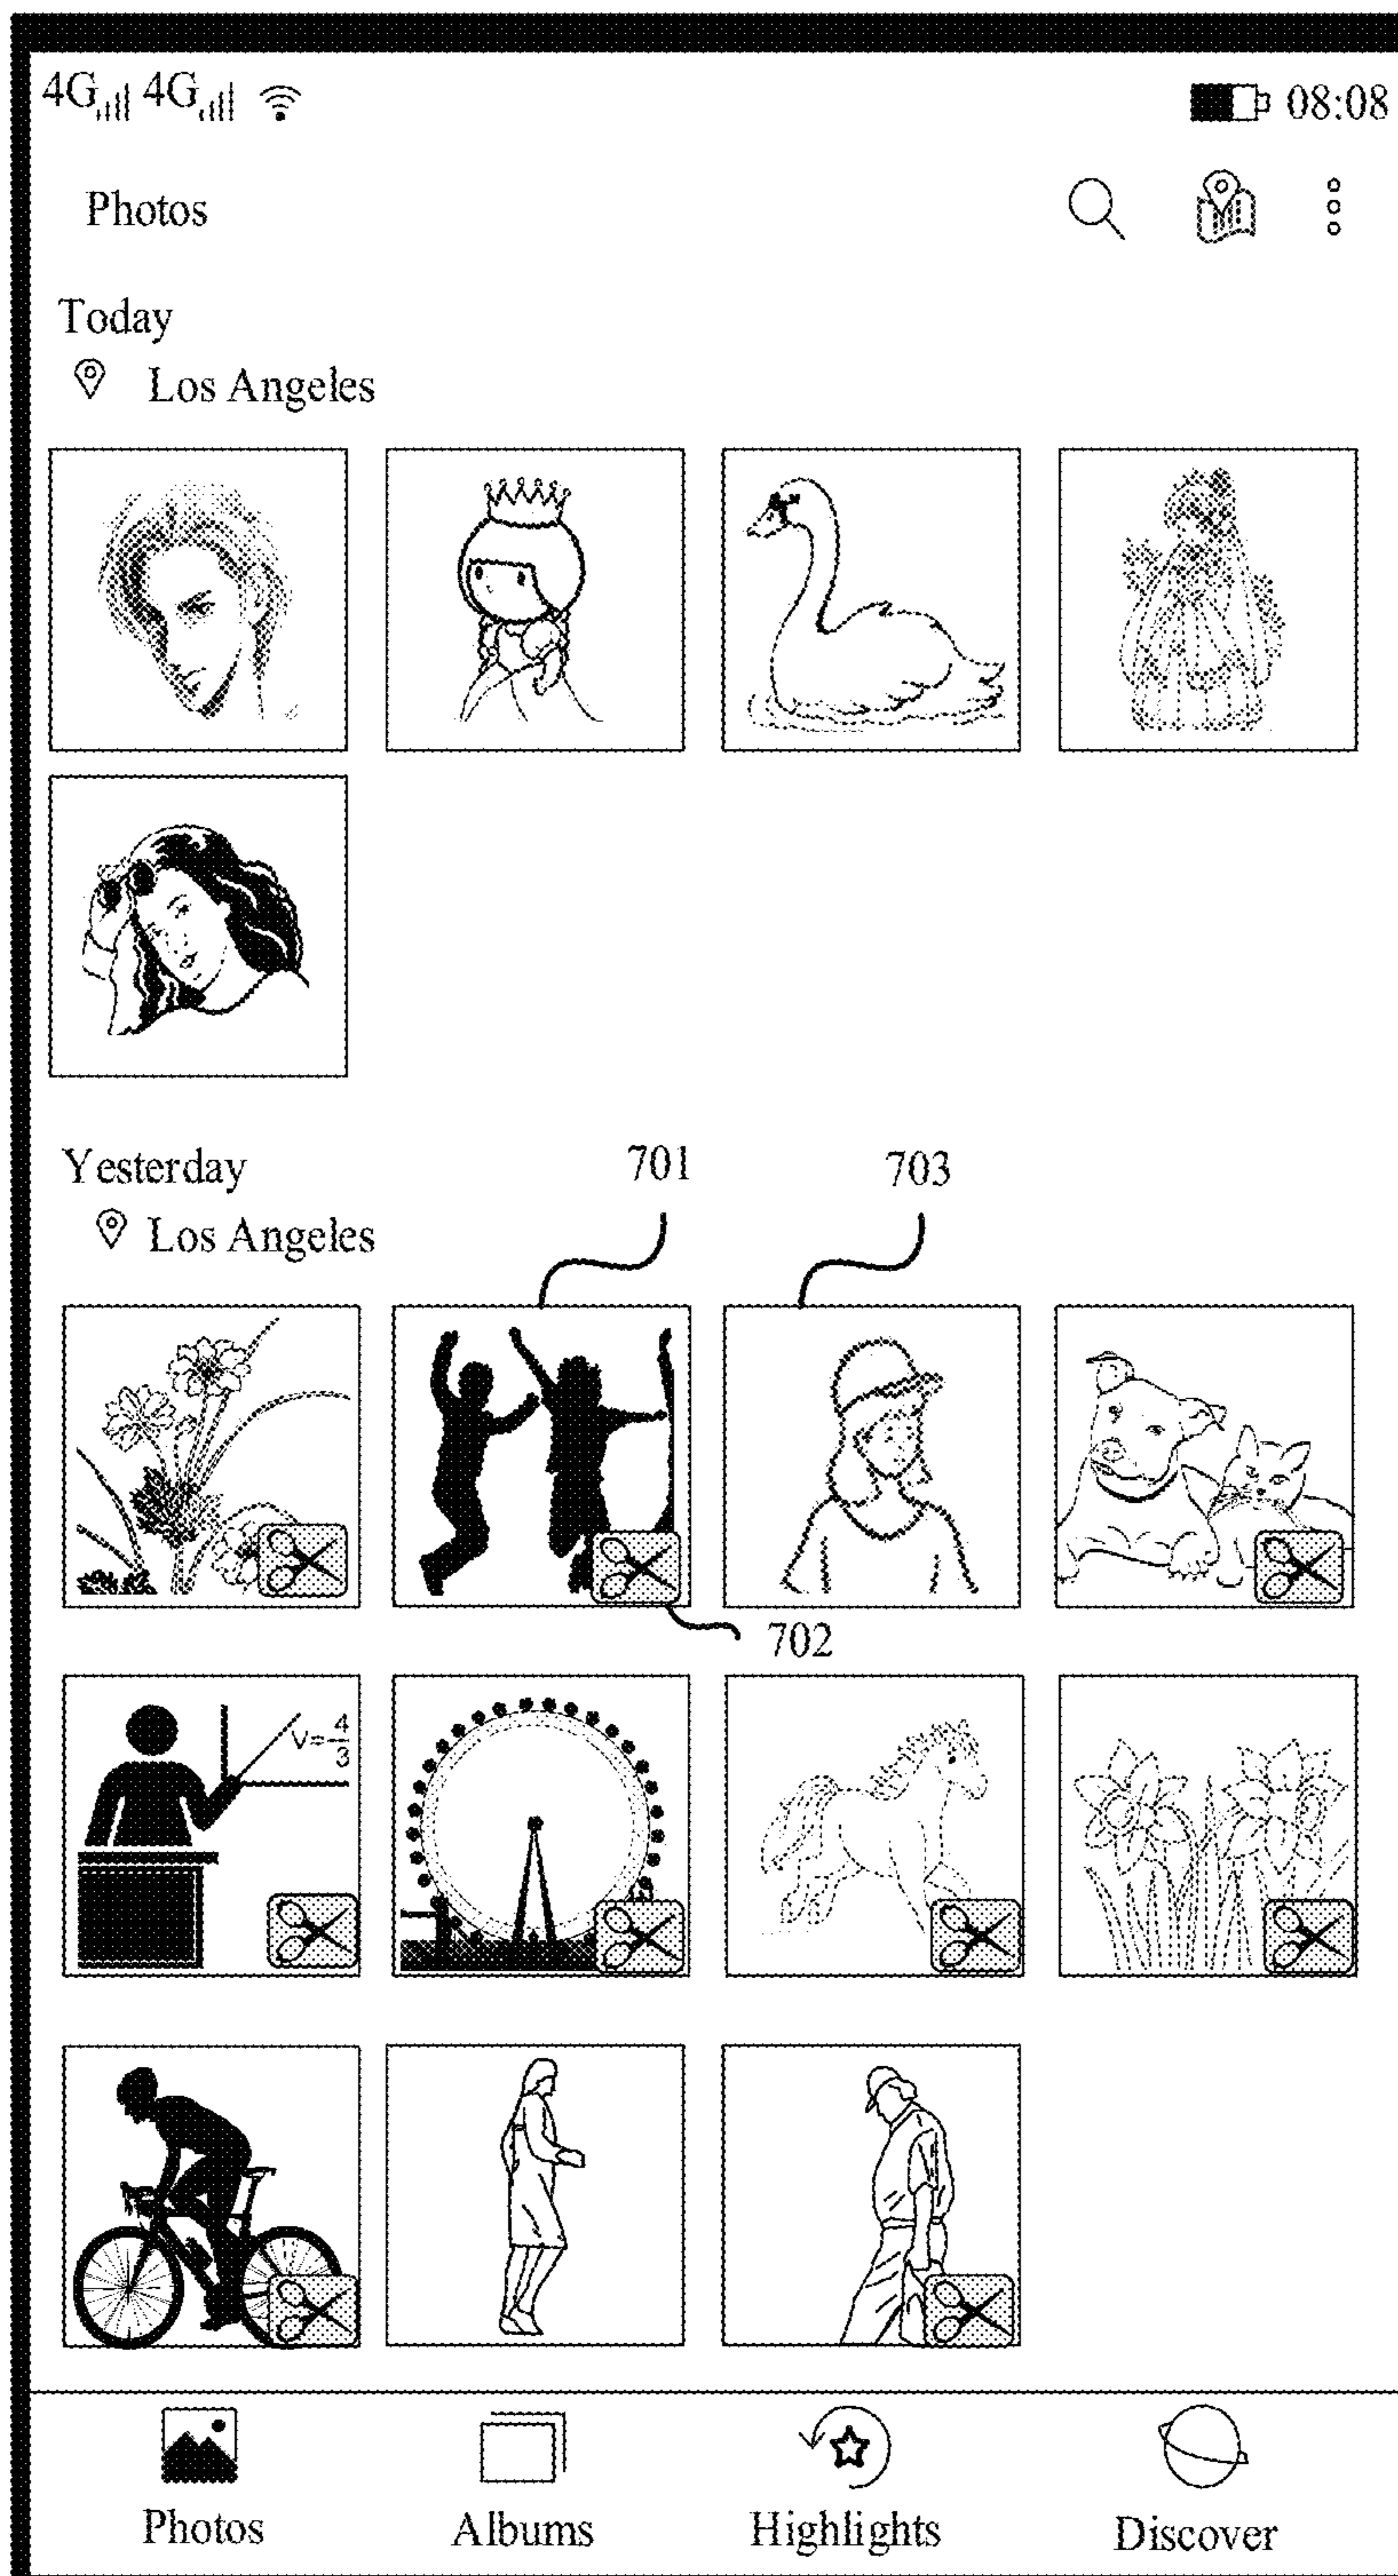 4G 4G 08:08
Photos
Today
Los Angeles
Yesterday
701
703
Los Angeles
702
V=4/3
Photos Albums Highlights Discover